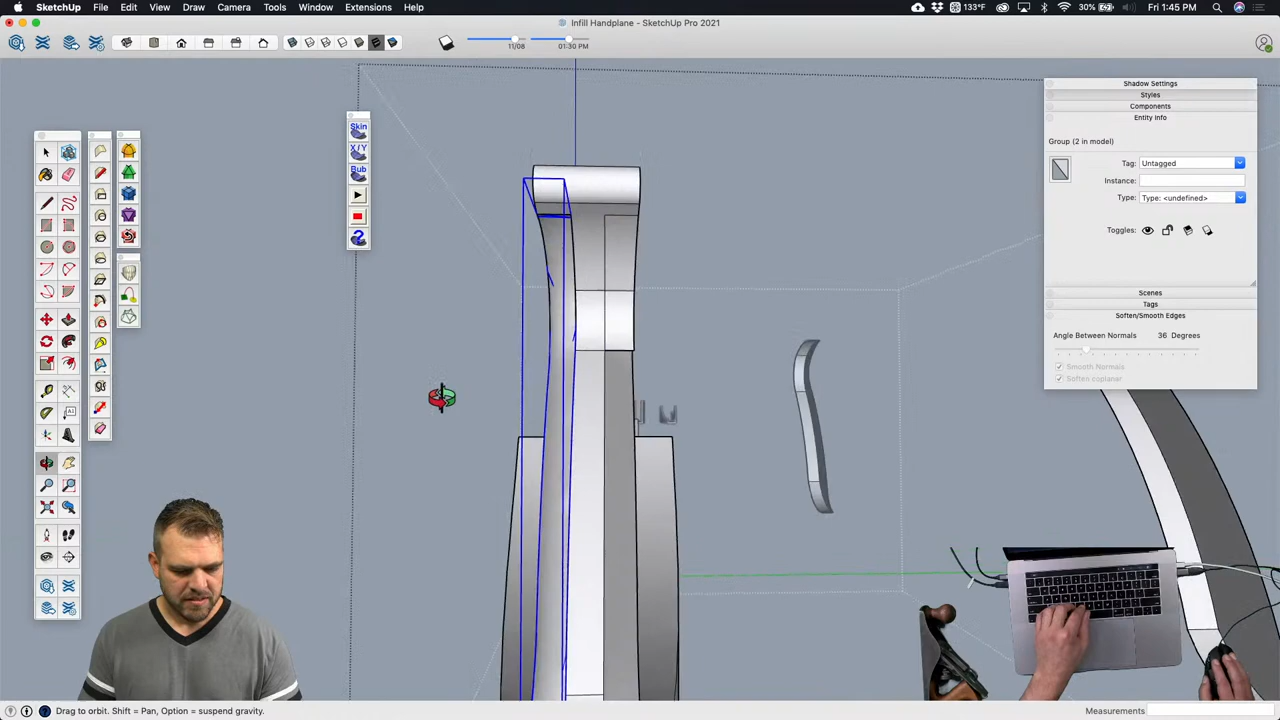 SketchUp File Edit View Draw Camera Tools Window Extensions Help
133°F
30%
Fri 1:45 PM
Infill Handplane - SketchUp Pro 2021
11/08
01:30 PM
Skin
X/Y
Bub
Shadow Settings
Styles
Components
Entity Info
Group (2 in model)
Tag: Untagged
Instance:
Type: Type: <undefined>
Toggles:
Scenes
Tags
Soften/Smooth Edges
Angle Between Normals 36 Degrees
Smooth Normals
Soften coplanar
Drag to orbit. Shift = Pan, Option = suspend gravity.
Measurements